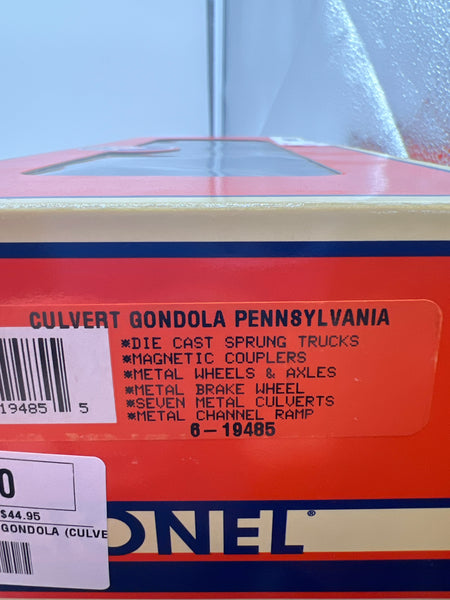 CULVERT GONDOLA PENNSYLVANIA
*DIE CAST SPRUNG TRUCKS
*MAGNETIC COUPLERS
*METAL WHEELS & AXLES
*METAL BRAKE WHEEL
*SEVEN METAL CULVERTS
*METAL CHANNEL RAMP
6-19485
19485 5
0
$44.95
GONDOLA (CULVE
ONEL®